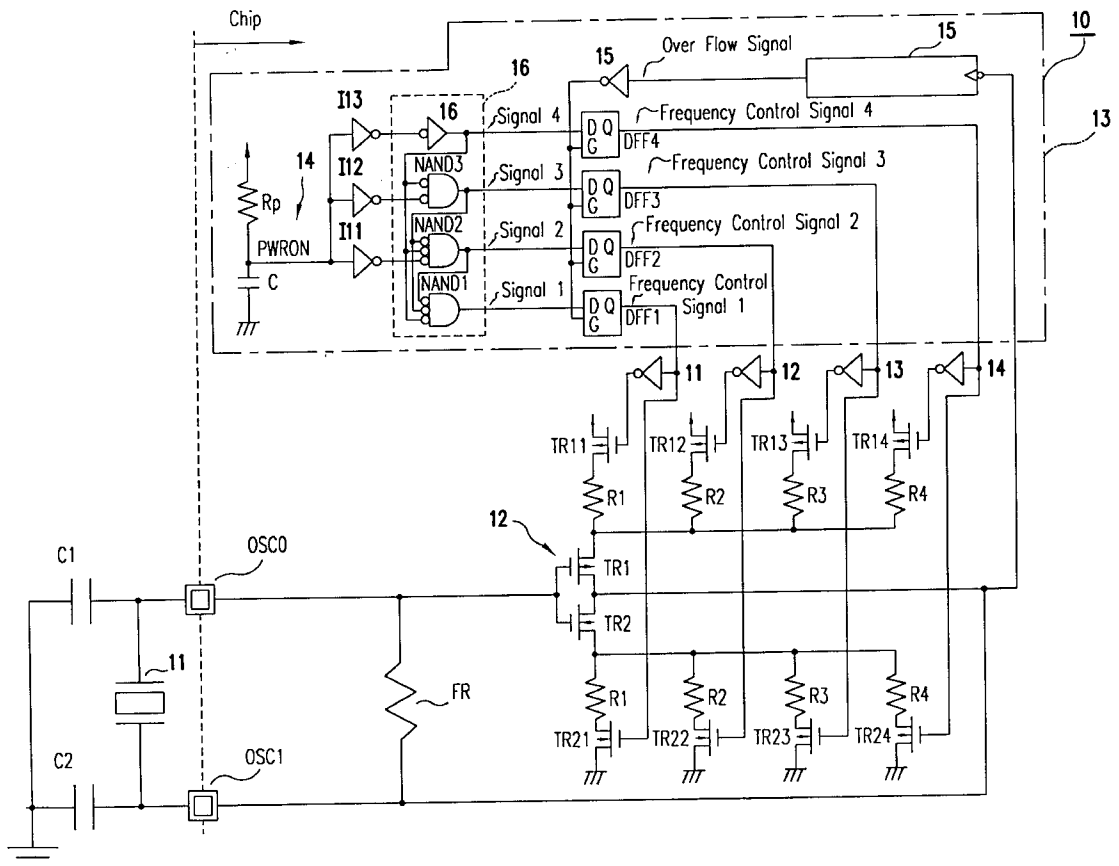 Chip
15
10
Over Flow Signal
15
16
I13
16
Signal 4
Frequency Control Signal 4
D Q
G
DFF4
13
14
I12
NAND3
Signal 3
Frequency Control Signal 3
D Q
G
DFF3
Rp
I11
NAND2
Signal 2
Frequency Control Signal 2
PWRON
D Q
G
DFF2
C
NAND1
Signal 1
Frequency Control
Signal 1
D Q
G
DFF1
11
12
13
14
TR11
TR12
TR13
TR14
R1
R2
R3
R4
12
C1
OSC0
TR1
TR2
11
FR
R1
R2
R3
R4
C2
OSC1
TR21
TR22
TR23
TR24